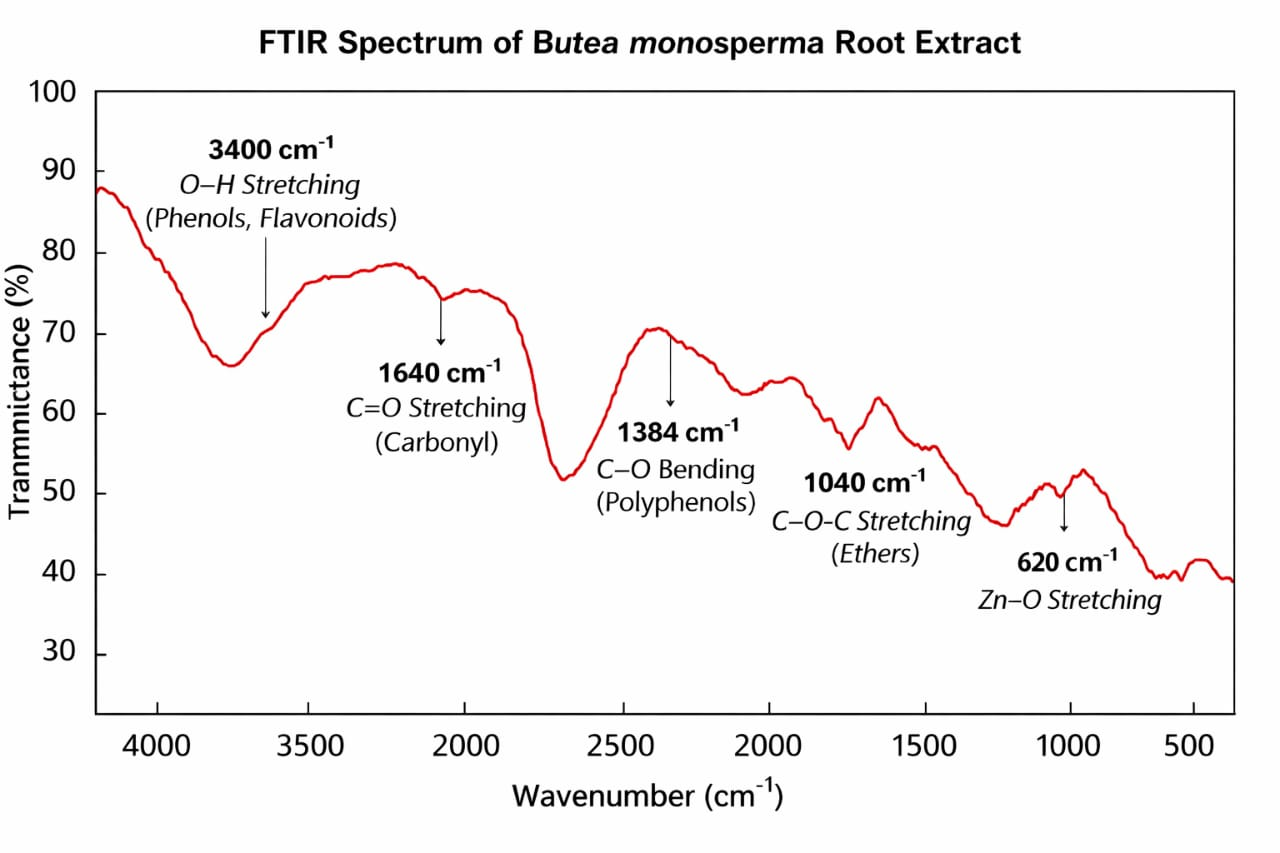 FTIR Spectrum of Butea monosperma Root Extract
100
90
80
70
60
50
40
30
Tranmmictance (%)
3400 cm⁻¹
O–H Stretching
(Phenols, Flavonoids)
1640 cm⁻¹
C=O Stretching
(Carbonyl)
1384 cm⁻¹
C–O Bending
(Polyphenols)
1040 cm⁻¹
C–O-C Stretching
(Ethers)
620 cm⁻¹
Zn–O Stretching
4000 3500 2000 2500 2000 1500 1000 500
Wavenumber (cm⁻¹)